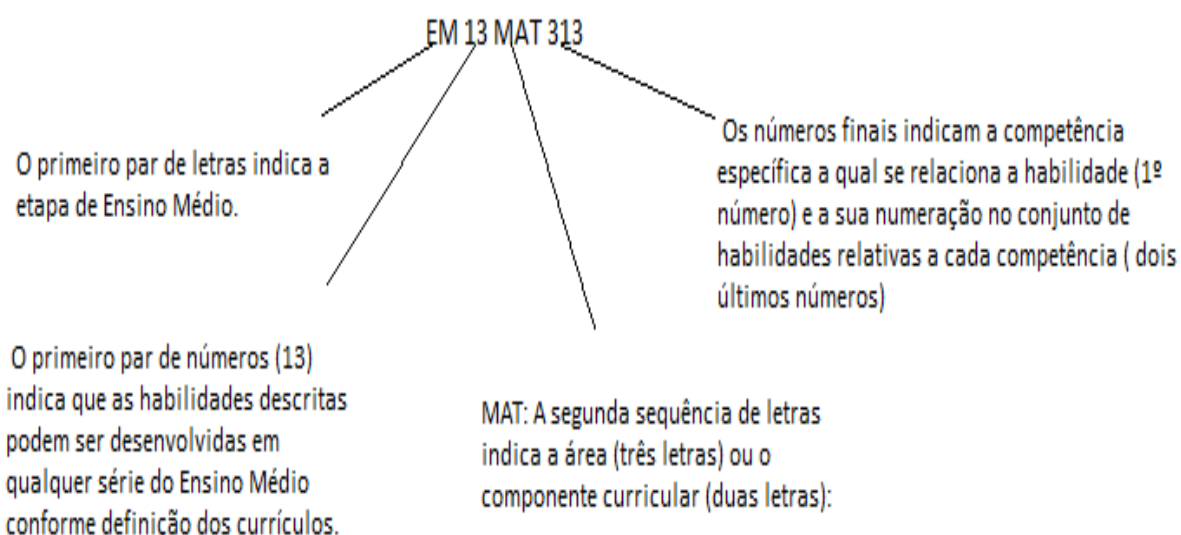 EM 13 MAT 313
O primeiro par de letras indica a
etapa de Ensino Médio.
Os números finais indicam a competência
específica a qual se relaciona a habilidade (1º
número) e a sua numeração no conjunto de
habilidades relativas a cada competência ( dois
últimos números)
O primeiro par de números (13)
indica que as habilidades descritas
podem ser desenvolvidas em
qualquer série do Ensino Médio
conforme definição dos currículos.
MAT: A segunda sequência de letras
indica a área (três letras) ou o
componente curricular (duas letras):